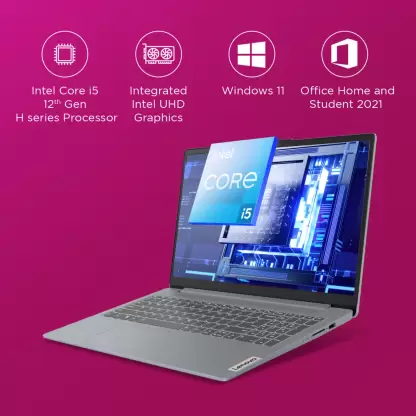 Intel Core i5
12th Gen
H series Processor
Integrated
Intel UHD
Graphics
Windows 11
Office Home and
Student 2021
intel
CORE
i5
Lenovo